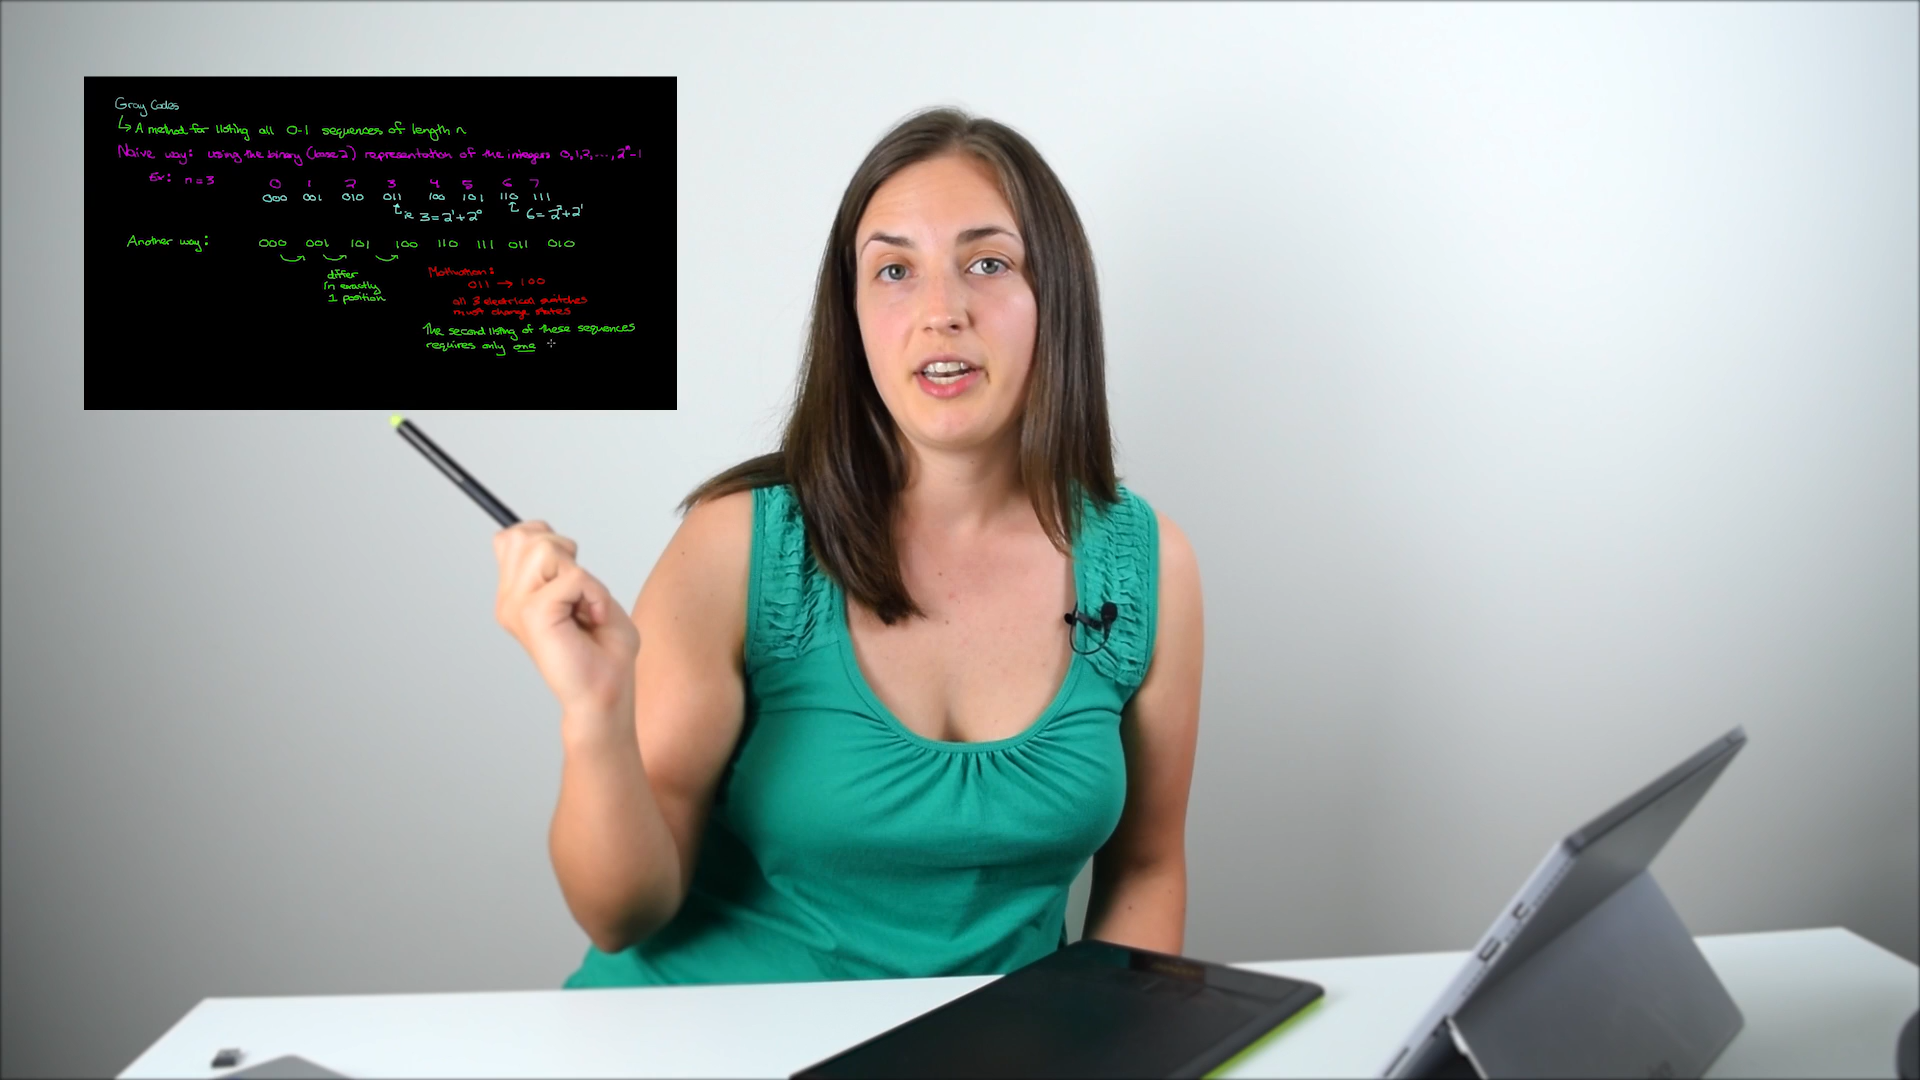 Gray Codes
↳ A method for listing all 0-1 sequences of length n
Naive way: using the binary (base 2) representation of the integers 0,1,2,...,2ⁿ-1
Ex: n=3 0 1 2 3 4 5 6 7
000 001 010 011 100 101 110 111
ie 3=2¹+2⁰ 6=2²+2¹
Another way: 000 001 101 100 110 111 011 010
differ
in exactly
1 position
Motivation:
011 → 100
all 3 electrical switches
must change states
The second listing of these sequences
requires only one